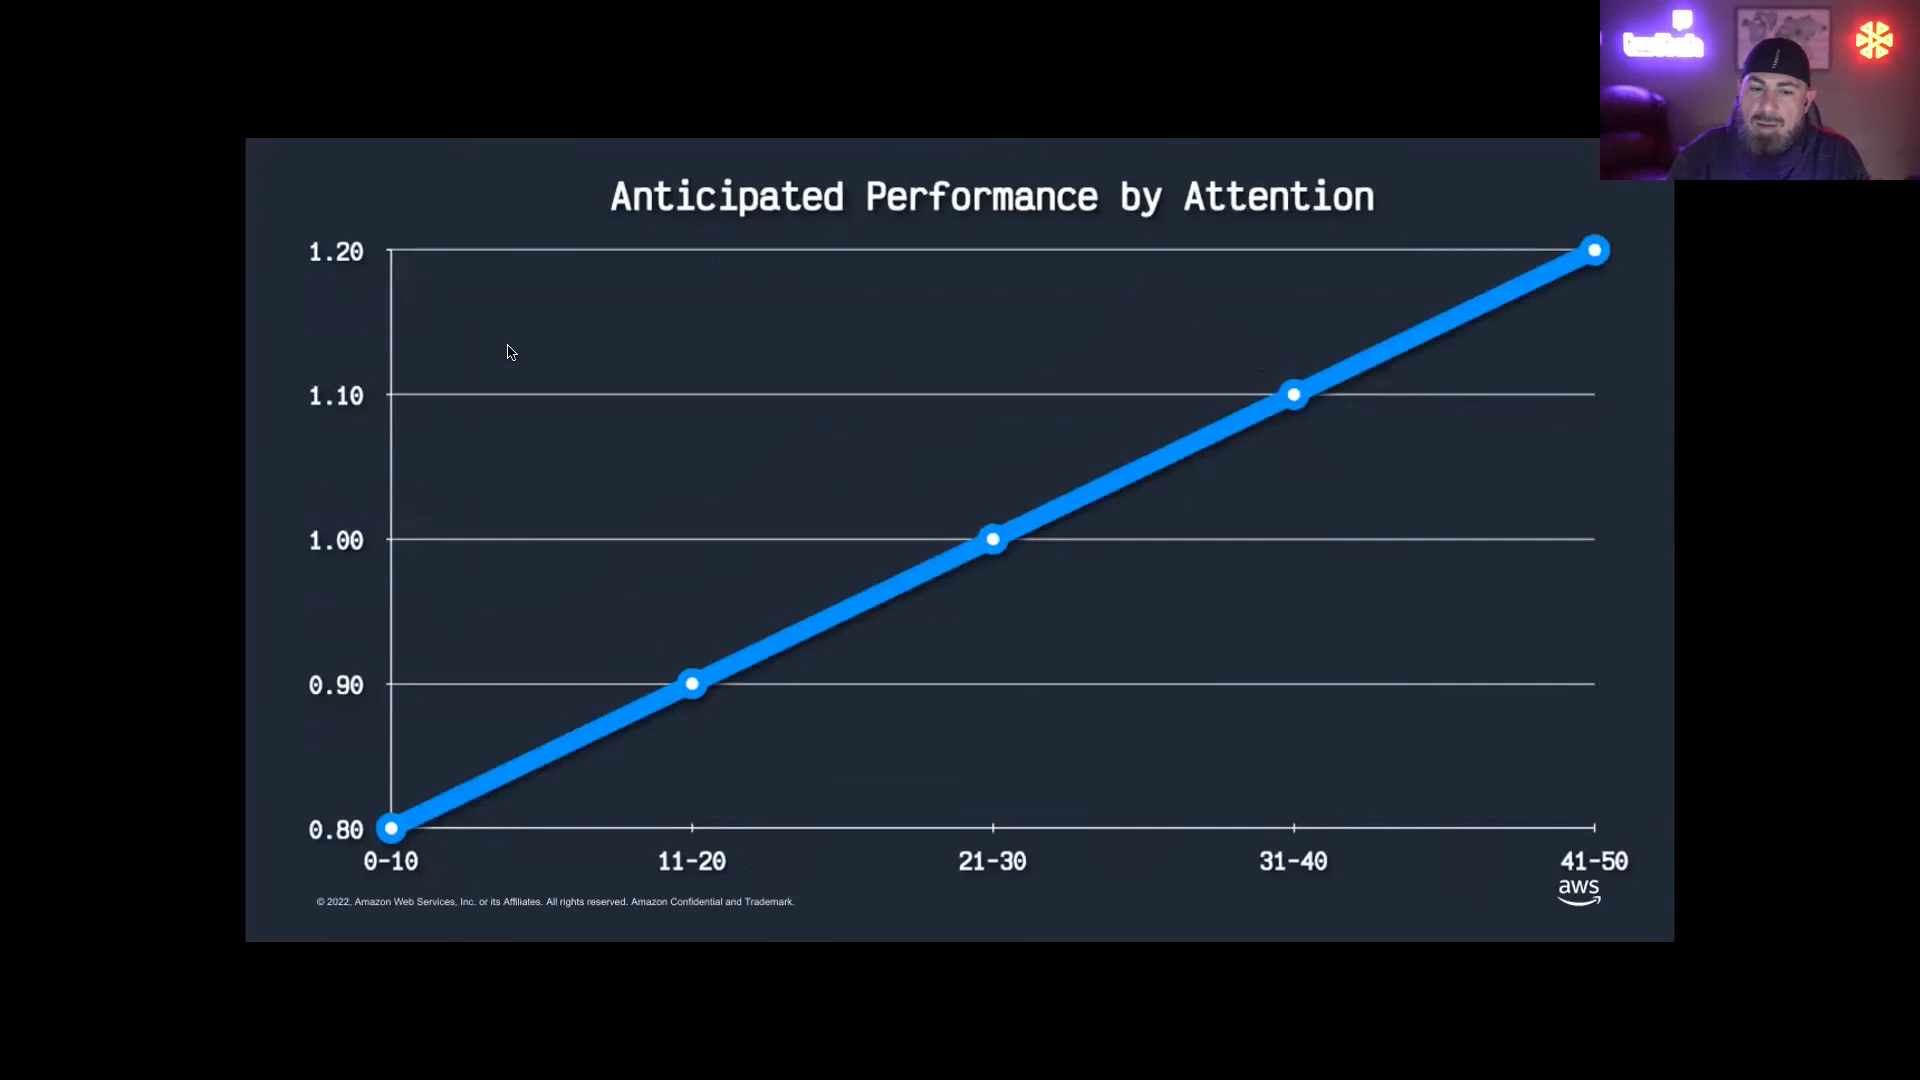 Anticipated Performance by Attention
1.20
1.10
1.00
0.90
0.80
0-10 11-20 21-30 31-40 41-50
© 2022, Amazon Web Services, Inc. or its Affiliates. All rights reserved. Amazon Confidential and Trademark.
aws